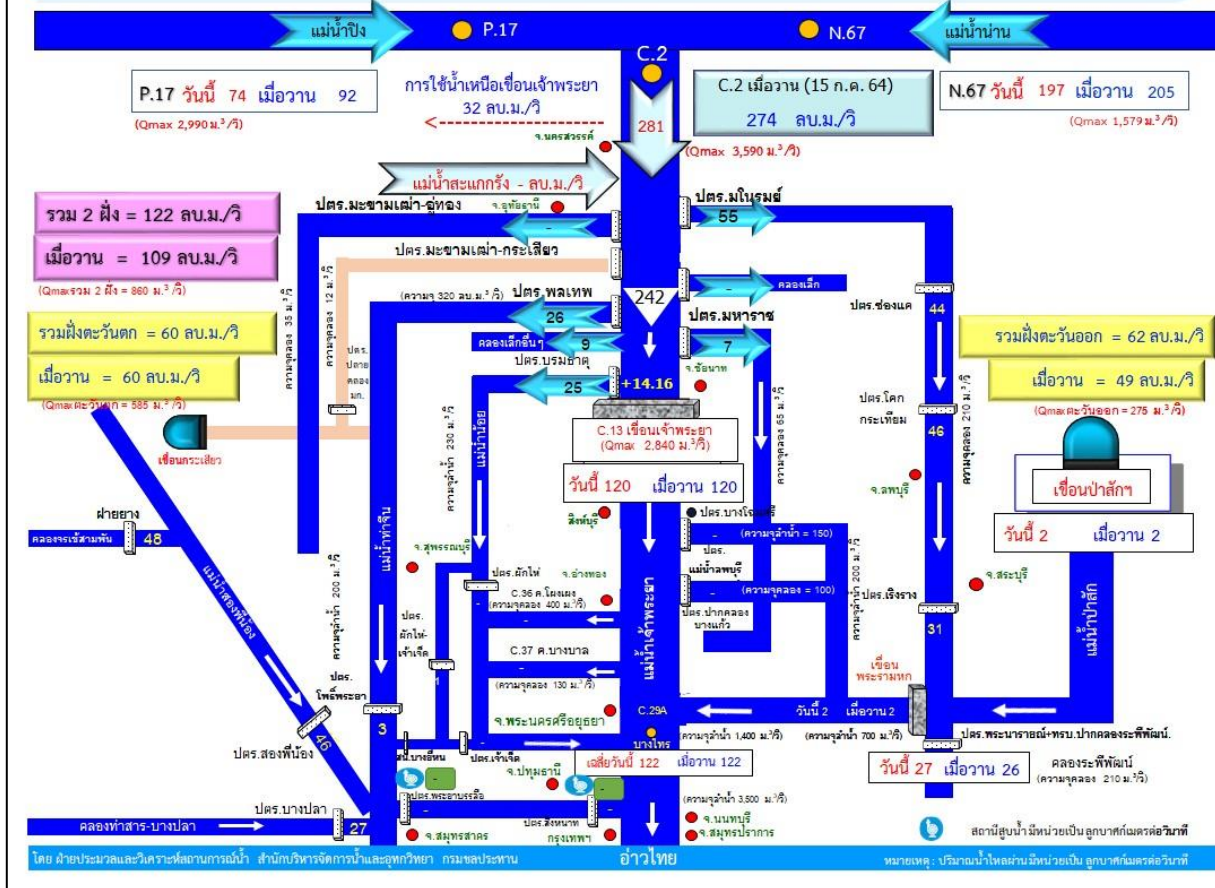 แม่น้ำปิง
P.17
N.67
แม่น้ำน่าน
C.2
P.17 วันนี้ 74 เมื่อวาน 92
(Qmax 2,990 ม.³/วิ)
การใช้น้ำเหนือเขื่อนเจ้าพระยา
32 ลบ.ม./วิ
จ.นครสวรรค์
281
C.2 เมื่อวาน (15 ก.ค. 64)
274 ลบ.ม./วิ
(Qmax 3,590 ม.³/วิ)
N.67 วันนี้ 197 เมื่อวาน 205
(Qmax 1,579 ม.³/วิ)
แม่น้ำสะแกกรัง - ลบ.ม./วิ
รวม 2 ฝั่ง = 122 ลบ.ม./วิ
เมื่อวาน = 109 ลบ.ม./วิ
(Qmaxรวม 2 ฝั่ง = 860 ม.³/วิ)
รวมฝั่งตะวันตก = 60 ลบ.ม./วิ
เมื่อวาน = 60 ลบ.ม./วิ
(Qmaxตะวันตก = 585 ม.³/วิ)
ปตร.มะขามเฒ่า-อู่ทอง
จ.อุทัยธานี
-
ปตร.มะขามเฒ่า-กระเสียว
(ความจุ 320 ลบ.ม.³/วิ)
ปตร.พลเทพ
26
คลองเล็กอื่นๆ
9
ปตร.บรมธาตุ
25
ความจุคลอง 35 ม.³/วิ
ความจุคลอง 12 ม.³/วิ
ปตร.
ปลาย
คลอง
มก.
เขื่อนกระเสียว
ปตร.มโนรมย์
55
-
คลองเล็ก
242
ปตร.มหาราช
7
จ.ชัยนาท
+14.16
C.13 เขื่อนเจ้าพระยา
(Qmax 2,840 ม.³/วิ)
วันนี้ 120 เมื่อวาน 120
ปตร.ช่องแค
44
ปตร.โคก
กระเทียม
46
ความจุคลอง 210 ม.³/วิ
ความจุคลอง 65 ม.³/วิ
รวมฝั่งตะวันออก = 62 ลบ.ม./วิ
เมื่อวาน = 49 ลบ.ม./วิ
(Qmaxตะวันออก = 275 ม.³/วิ)
เขื่อนป่าสักฯ
วันนี้ 2 เมื่อวาน 2
จ.ลพบุรี
จ.สระบุรี
ปตร.เริงราง
31
แม่น้ำป่าสัก
แม่น้ำน้อย
ความจุลำน้ำ 230 ม.³/วิ
แม่น้ำท่าจีน
ความจุลำน้ำ 200 ม.³/วิ
ฝายยาง
คลองจรเข้สามพัน
48
แม่น้ำสองพี่น้อง
จ.สุพรรณบุรี
สิงห์บุรี
(ความจุลำน้ำ = 150)
-
ปตร.
แม่น้ำลพบุรี
(ความจุคลอง = 100)
-
ปตร.ปากคลอง
บางแก้ว
ความจุลำน้ำ 200 ม.³/วิ
ปตร.ผักไห่
จ.อ่างทอง
C.36 ค.โผงเผง
(ความจุคลอง 400 ม.³/วิ)
-
ปตร.
ผักไห่-
เจ้าเจ็ด
1
C.37 ค.บางบาล
-
(ความจุคลอง 130 ม.³/วิ)
แม่น้ำเจ้าพระยา
ปตร.
โพธิ์พระยา
3
ปตร.สองพี่น้อง
46
จ.พระนครศรีอยุธยา
C.29A
บางไทร
เฉลี่ยวันนี้ 122 เมื่อวาน 122
เขื่อน
พระรามหก
วันนี้ 2 เมื่อวาน 2
(ความจุลำน้ำ 1,400 ม.³/วิ)
(ความจุลำน้ำ 700 ม.³/วิ)
ปตร.พระนารายณ์+ทรบ.ปากคลองระพีพัฒน์.
วันนี้ 27 เมื่อวาน 26
คลองระพีพัฒน์
(ความจุคลอง 210ม.³/วิ)
ปตร.เจ้าเจ็ด
จ.ปทุมธานี
-
-
ปตร.พระยาบรรลือ
-
-
ปตร.สิงหนาท
(ความจุลำน้ำ 3,500 ม.³/วิ)
จ.นนทบุรี
จ.สมุทรปราการ
กรุงเทพฯ
จ.สมุทรสาคร
ปตร.บางปลา
คลองท่าสาร-บางปลา
27
สถานีสูบน้ำ มีหน่วยเป็น ลูกบาศก์เมตรต่อวินาที
โดย ฝ่ายประมวลและวิเคราะห์สถานการณ์น้ำ สำนักบริหารจัดการน้ำและอุทกวิทยา กรมชลประทาน
อ่าวไทย
หมายเหตุ : ปริมาณน้ำไหลผ่าน มีหน่วยเป็น ลูกบาศก์เมตรต่อวินาที